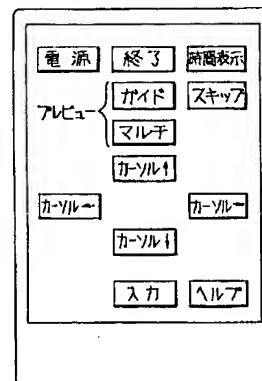 電源 終了 時間表示
ガイド スキップ
プレビュー
マルチ
カーソル↑
カーソル← カーソル→
カーソル↓
入力 ヘルプ